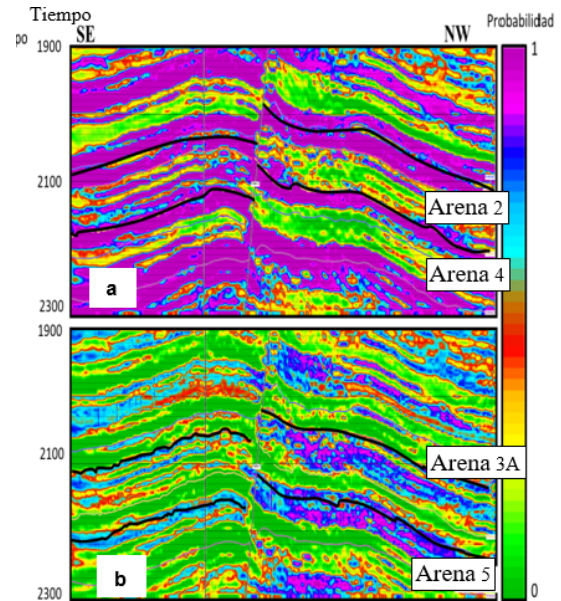 Tiempo
po
SE
NW
Probabilidad
1900
1
2100
Arena 2
Arena 4
a
2300
1900
2100
Arena 3A
Arena 5
b
2300
0